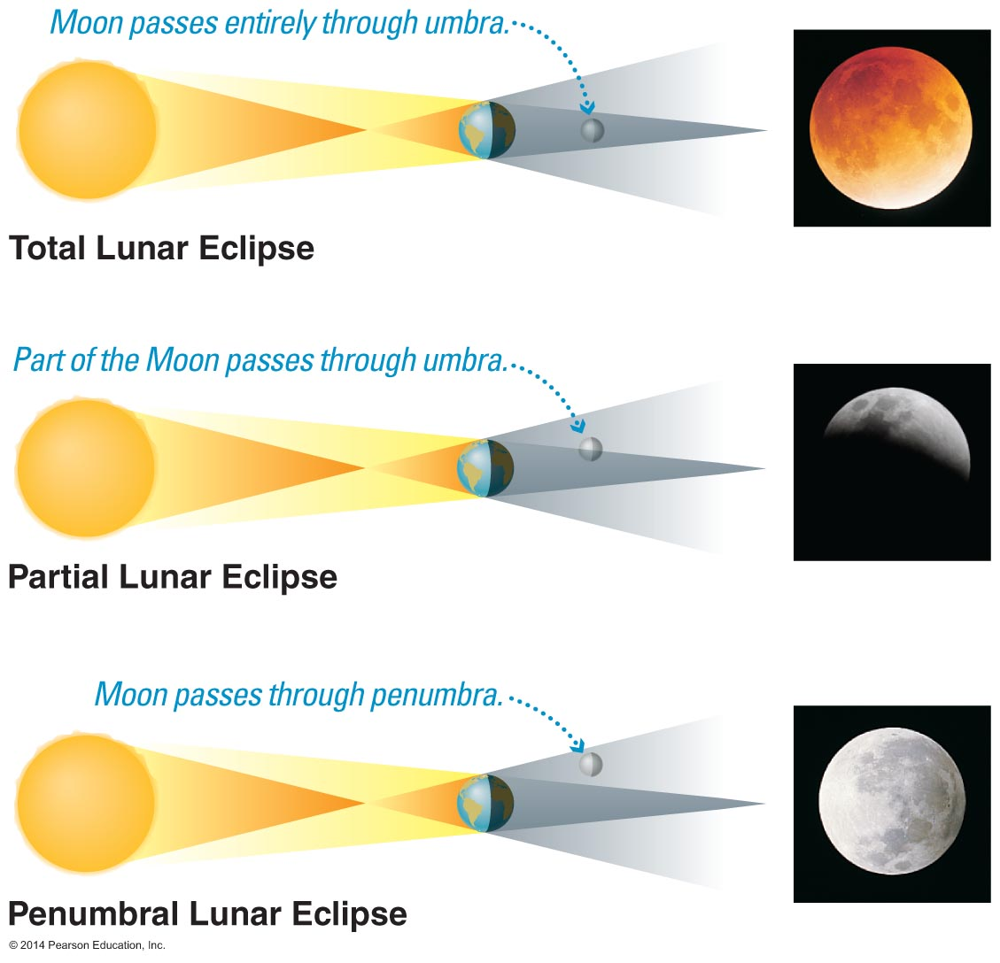 Moon passes entirely through umbra.
Total Lunar Eclipse
Part of the Moon passes through umbra.
Partial Lunar Eclipse
Moon passes through penumbra.
Penumbral Lunar Eclipse
© 2014 Pearson Education, Inc.